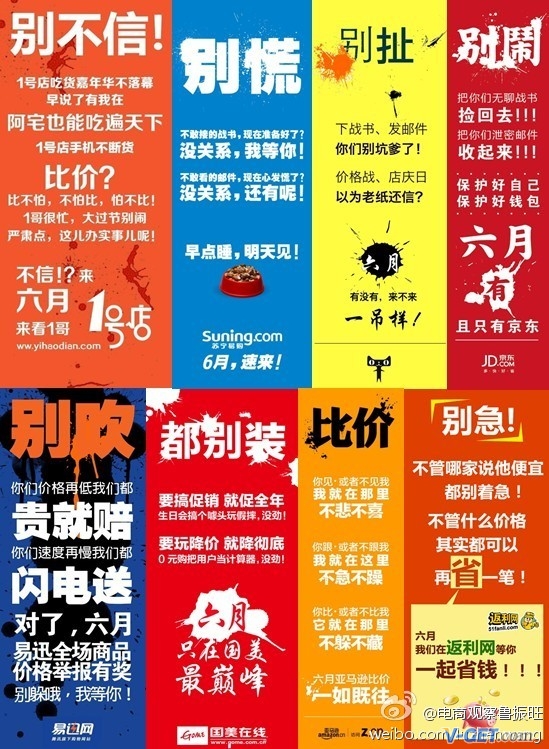 别不信!
1号店吃货嘉年华不落幕
早说了有我在
阿宅也能吃遍天下
1号店手机不断货
比价?
比不怕,不怕比,怕不比!
1哥很忙,大过节别闹
严肃点,这儿办实事儿呢!
不信!?来
六月
来看1哥
1号店
ww.yihaodian.com
别慌
不敢接的战书,现在准备好了?
没关系,我等你!
不敢看的邮件,现在心发慌了?
没关系,还有呢!
早点睡,明天见!
Suning.com
苏宁易购
6月,速来!
别扯
下战书、发邮件
你们别坑爹了!
价格战、店庆日
以为老纸还信?
六月
有没有,来不来
一吊样!
别闹
把你们无聊战书
捡回去!!!
把你们泄密邮件
收起来!!!
保护好自己
保护好钱包
六月
有
且只有京东
JD.京东
.COM
别吹
你们价格再低我们都
贵就赔
你们速度再慢我们都
闪电送
对了,六月
易迅全场商品
价格举报有奖
别躲哦,我等你!
易迅网
腾讯旗下购物网站
都别装
要搞促销 就促全年
生日会搞个噱头玩假摔,没劲!
要玩降价 就降彻底
0元购把用户当计算器,没劲!
六月
只在国美
最巅峰
Gome 国美在线
www.gome.com.cn
比价
你见·或者不见我
我就在那里
不悲不喜
你跟·或者不跟我
我就在这里
不急不躁
你比·或者不比我
它就在那里
不躲不藏
六月亚马逊比价
一如既往
亚马逊
amazon.cn
别急!
不管哪家说他便宜
都别着急!
不管什么价格
其实都可以
再省一笔!
返利网
51fanli.com
六月
我们在返利网等你
一起省钱!!!
@电商观察鲁振旺
weibo.com/luzhenwang